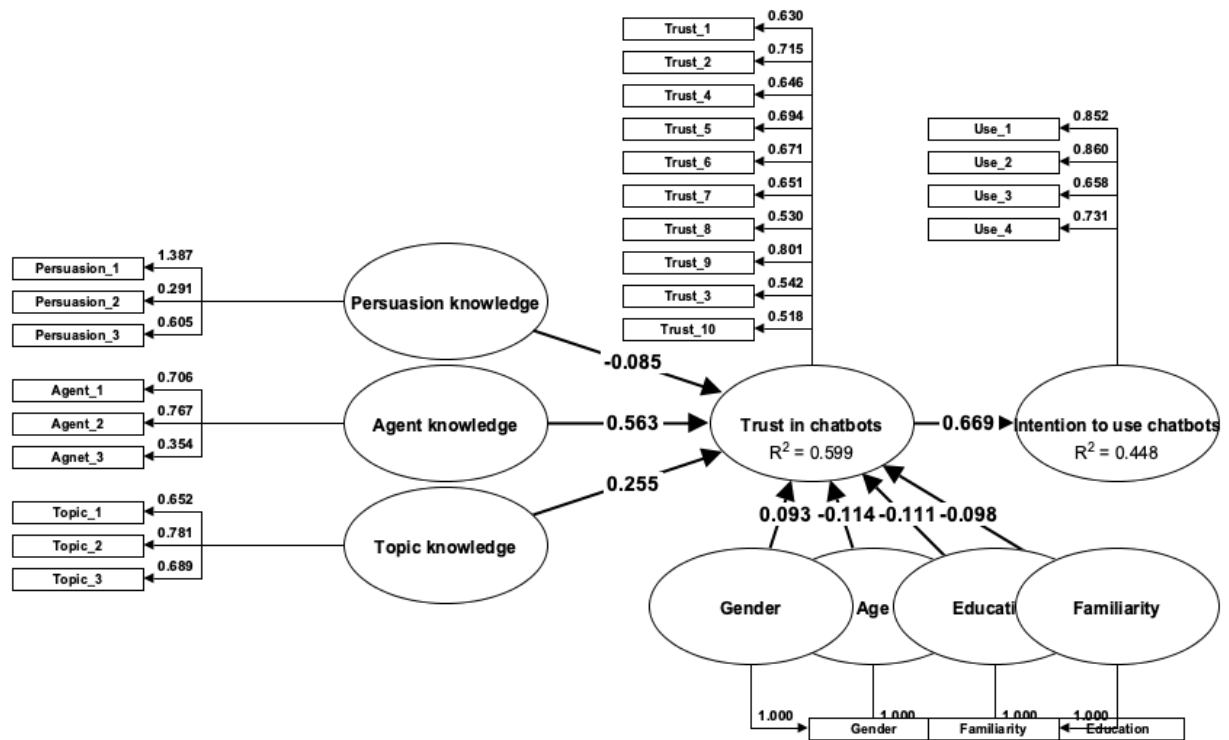 Trust_1
0.630
Trust_2
0.715
Trust_4
0.646
Trust_5
0.694
Trust_6
0.671
Trust_7
0.651
Trust_8
0.530
Trust_9
0.801
Trust_3
0.542
Trust_10
0.518
Use_1
0.852
Use_2
0.860
Use_3
0.658
Use_4
0.731
Persuasion_1
1.387
Persuasion_2
0.291
Persuasion_3
0.605
Persuasion knowledge
-0.085
Agent_1
0.706
Agent_2
0.767
Agnet_3
0.354
Agent knowledge
0.563
Topic_1
0.652
Topic_2
0.781
Topic_3
0.689
Topic knowledge
0.255
Trust in chatbots
R² = 0.599
0.669
Intention to use chatbots
R² = 0.448
0.093
-0.114
-0.111
-0.098
Gender
Age
Educati
Familiarity
1.000
1.000
1.000
1.000
Gender
Familiarity
Education